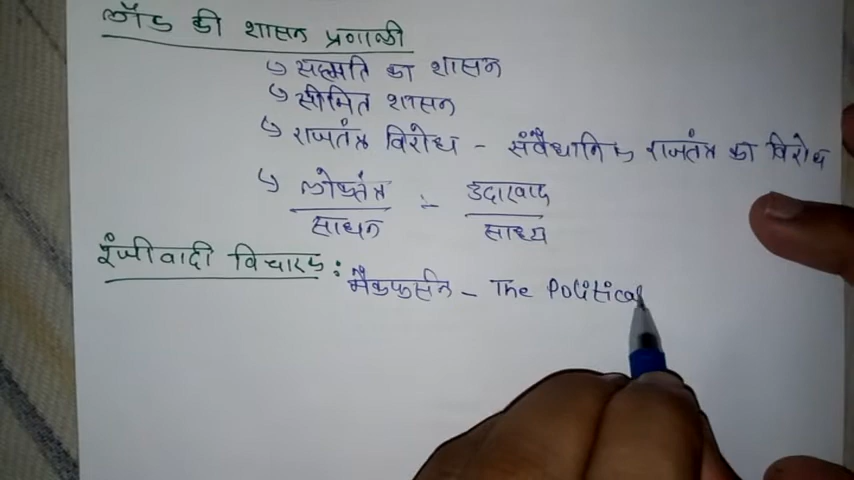 लॉक की शासन प्रणाली
↳ सहमति का शासन
↳ सीमित शासन
↳ राजतंत्र विरोध - संवैधानिक राजतंत्र का विरोध
↳ लोकतंत्र / साधन :- उदारवाद / साध्य
पूंजीवादी विचारक :
मैकफर्सन - The Political